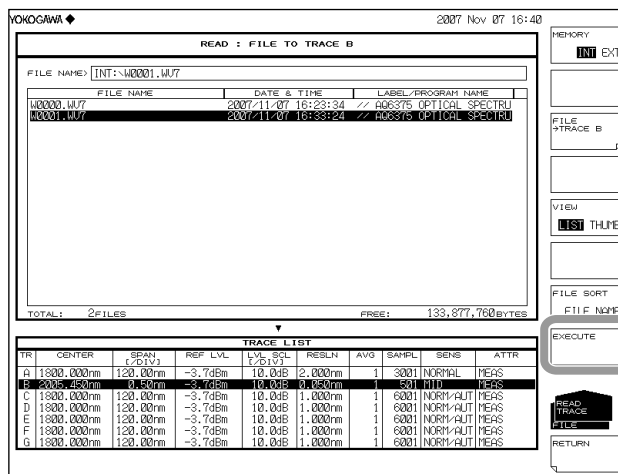 YOKOGAWA ◆ 2007 Nov 07 16:40
READ : FILE TO TRACE B
FILE NAME> INT:\W0001.WV7
FILE NAME DATE & TIME LABEL/PROGRAM NAME
W0000.WV7 2007/11/07 16:23:34 // AQ6375 OPTICAL SPECTRU
W0001.WV7 2007/11/07 16:33:24 // AQ6375 OPTICAL SPECTRU
TOTAL: 2FILES FREE: 133,877,760 BYTES
▼
TRACE LIST
TR CENTER SPAN [/DIV] REF LVL LVL SCL [/DIV] RESLN AVG SAMPL SENS ATTR
A 1800.000nm 120.00nm -3.7dBm 10.0dB 2.000nm 1 3001 NORMAL MEAS
B 2005.450nm 0.50nm -3.7dBm 10.0dB 0.050nm 1 501 MID MEAS
C 1800.000nm 120.00nm -3.7dBm 10.0dB 1.000nm 1 6001 NORM/AUT MEAS
D 1800.000nm 120.00nm -3.7dBm 10.0dB 1.000nm 1 6001 NORM/AUT MEAS
E 1800.000nm 120.00nm -3.7dBm 10.0dB 1.000nm 1 6001 NORM/AUT MEAS
F 1800.000nm 120.00nm -3.7dBm 10.0dB 1.000nm 1 6001 NORM/AUT MEAS
G 1800.000nm 120.00nm -3.7dBm 10.0dB 1.000nm 1 6001 NORM/AUT MEAS
MEMORY
INT EXT
FILE
→TRACE B
VIEW
LIST THUMB
FILE SORT
FILE NAME
EXECUTE
READ
TRACE
FILE
RETURN